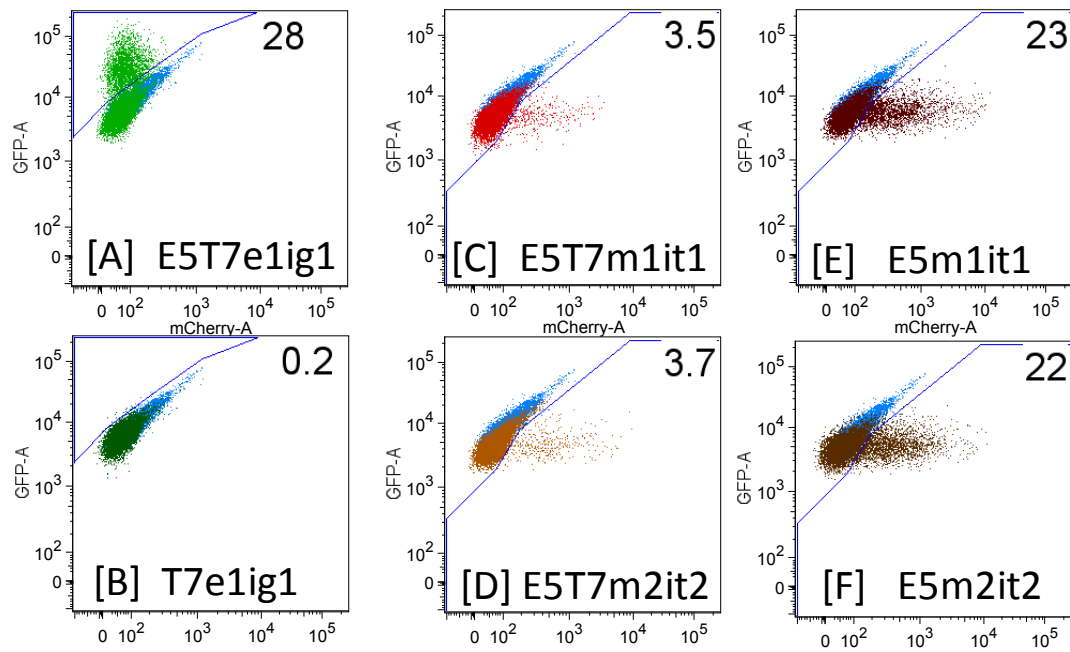 28
10^5
10^4
10^3
10^2
0
GFP-A
[A] E5T7e1ig1
0 10^2 10^3 10^4 10^5
mCherry-A
3.5
10^5
10^4
10^3
10^2
0
GFP-A
[C] E5T7m1it1
0 10^2 10^3 10^4 10^5
mCherry-A
23
10^5
10^4
10^3
10^2
0
GFP-A
[E] E5m1it1
0 10^2 10^3 10^4 10^5
mCherry-A
0.2
10^5
10^4
10^3
10^2
0
GFP-A
[B] T7e1ig1
0 10^2 10^3 10^4 10^5
3.7
10^5
10^4
10^3
10^2
0
GFP-A
[D] E5T7m2it2
0 10^2 10^3 10^4 10^5
22
10^5
10^4
10^3
10^2
0
GFP-A
[F] E5m2it2
0 10^2 10^3 10^4 10^5